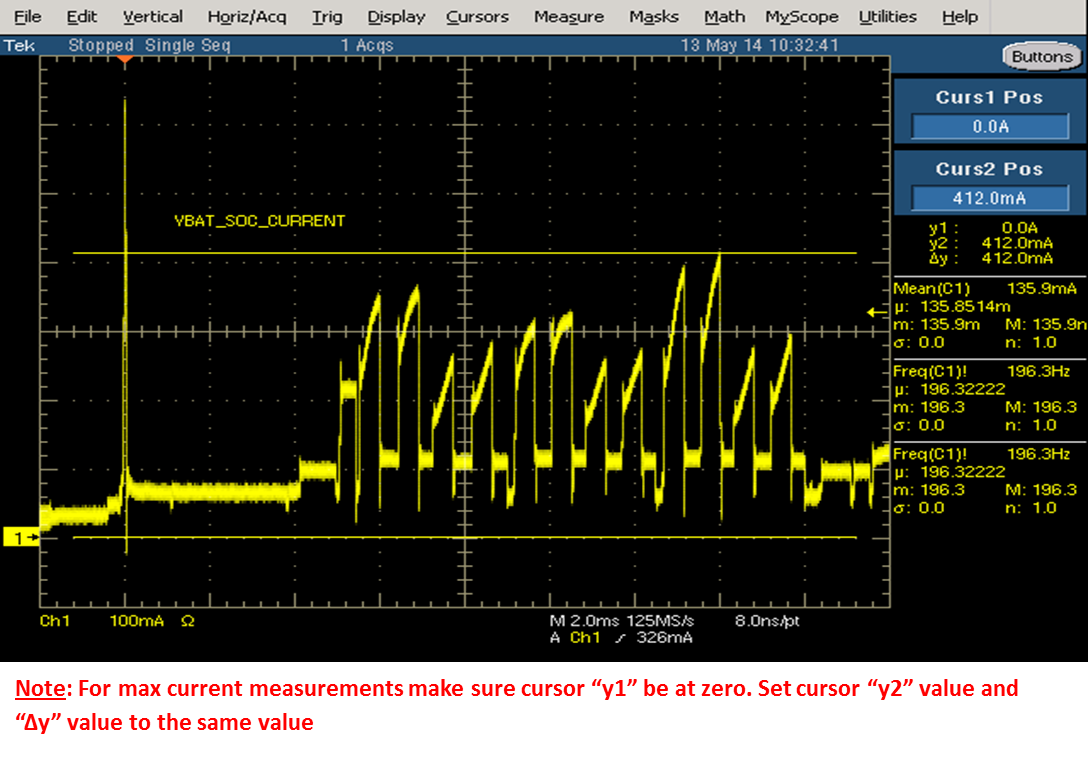 File Edit Vertical Horiz/Acq Trig Display Cursors Measure Masks Math MyScope Utilities Help
Tek Stopped Single Seq 1 Acqs 13 May 14 10:32:41
Buttons
Curs1 Pos
0.0A
Curs2 Pos
412.0mA
VBAT_SOC_CURRENT
y1 : 0.0A
y2 : 412.0mA
Δy : 412.0mA
Mean(C1) 135.9mA
µ: 135.8514m
m: 135.9m M: 135.9m
σ: 0.0 n: 1.0
Freq(C1)! 196.3Hz
µ: 196.32222
m: 196.3 M: 196.3
σ: 0.0 n: 1.0
Freq(C1)! 196.3Hz
µ: 196.32222
m: 196.3 M: 196.3
σ: 0.0 n: 1.0
1
Ch1 100mA Ω M 2.0ms 125MS/s 8.0ns/pt
A Ch1 326mA
Note: For max current measurements make sure cursor “y1” be at zero. Set cursor “y2” value and
“Δy” value to the same value